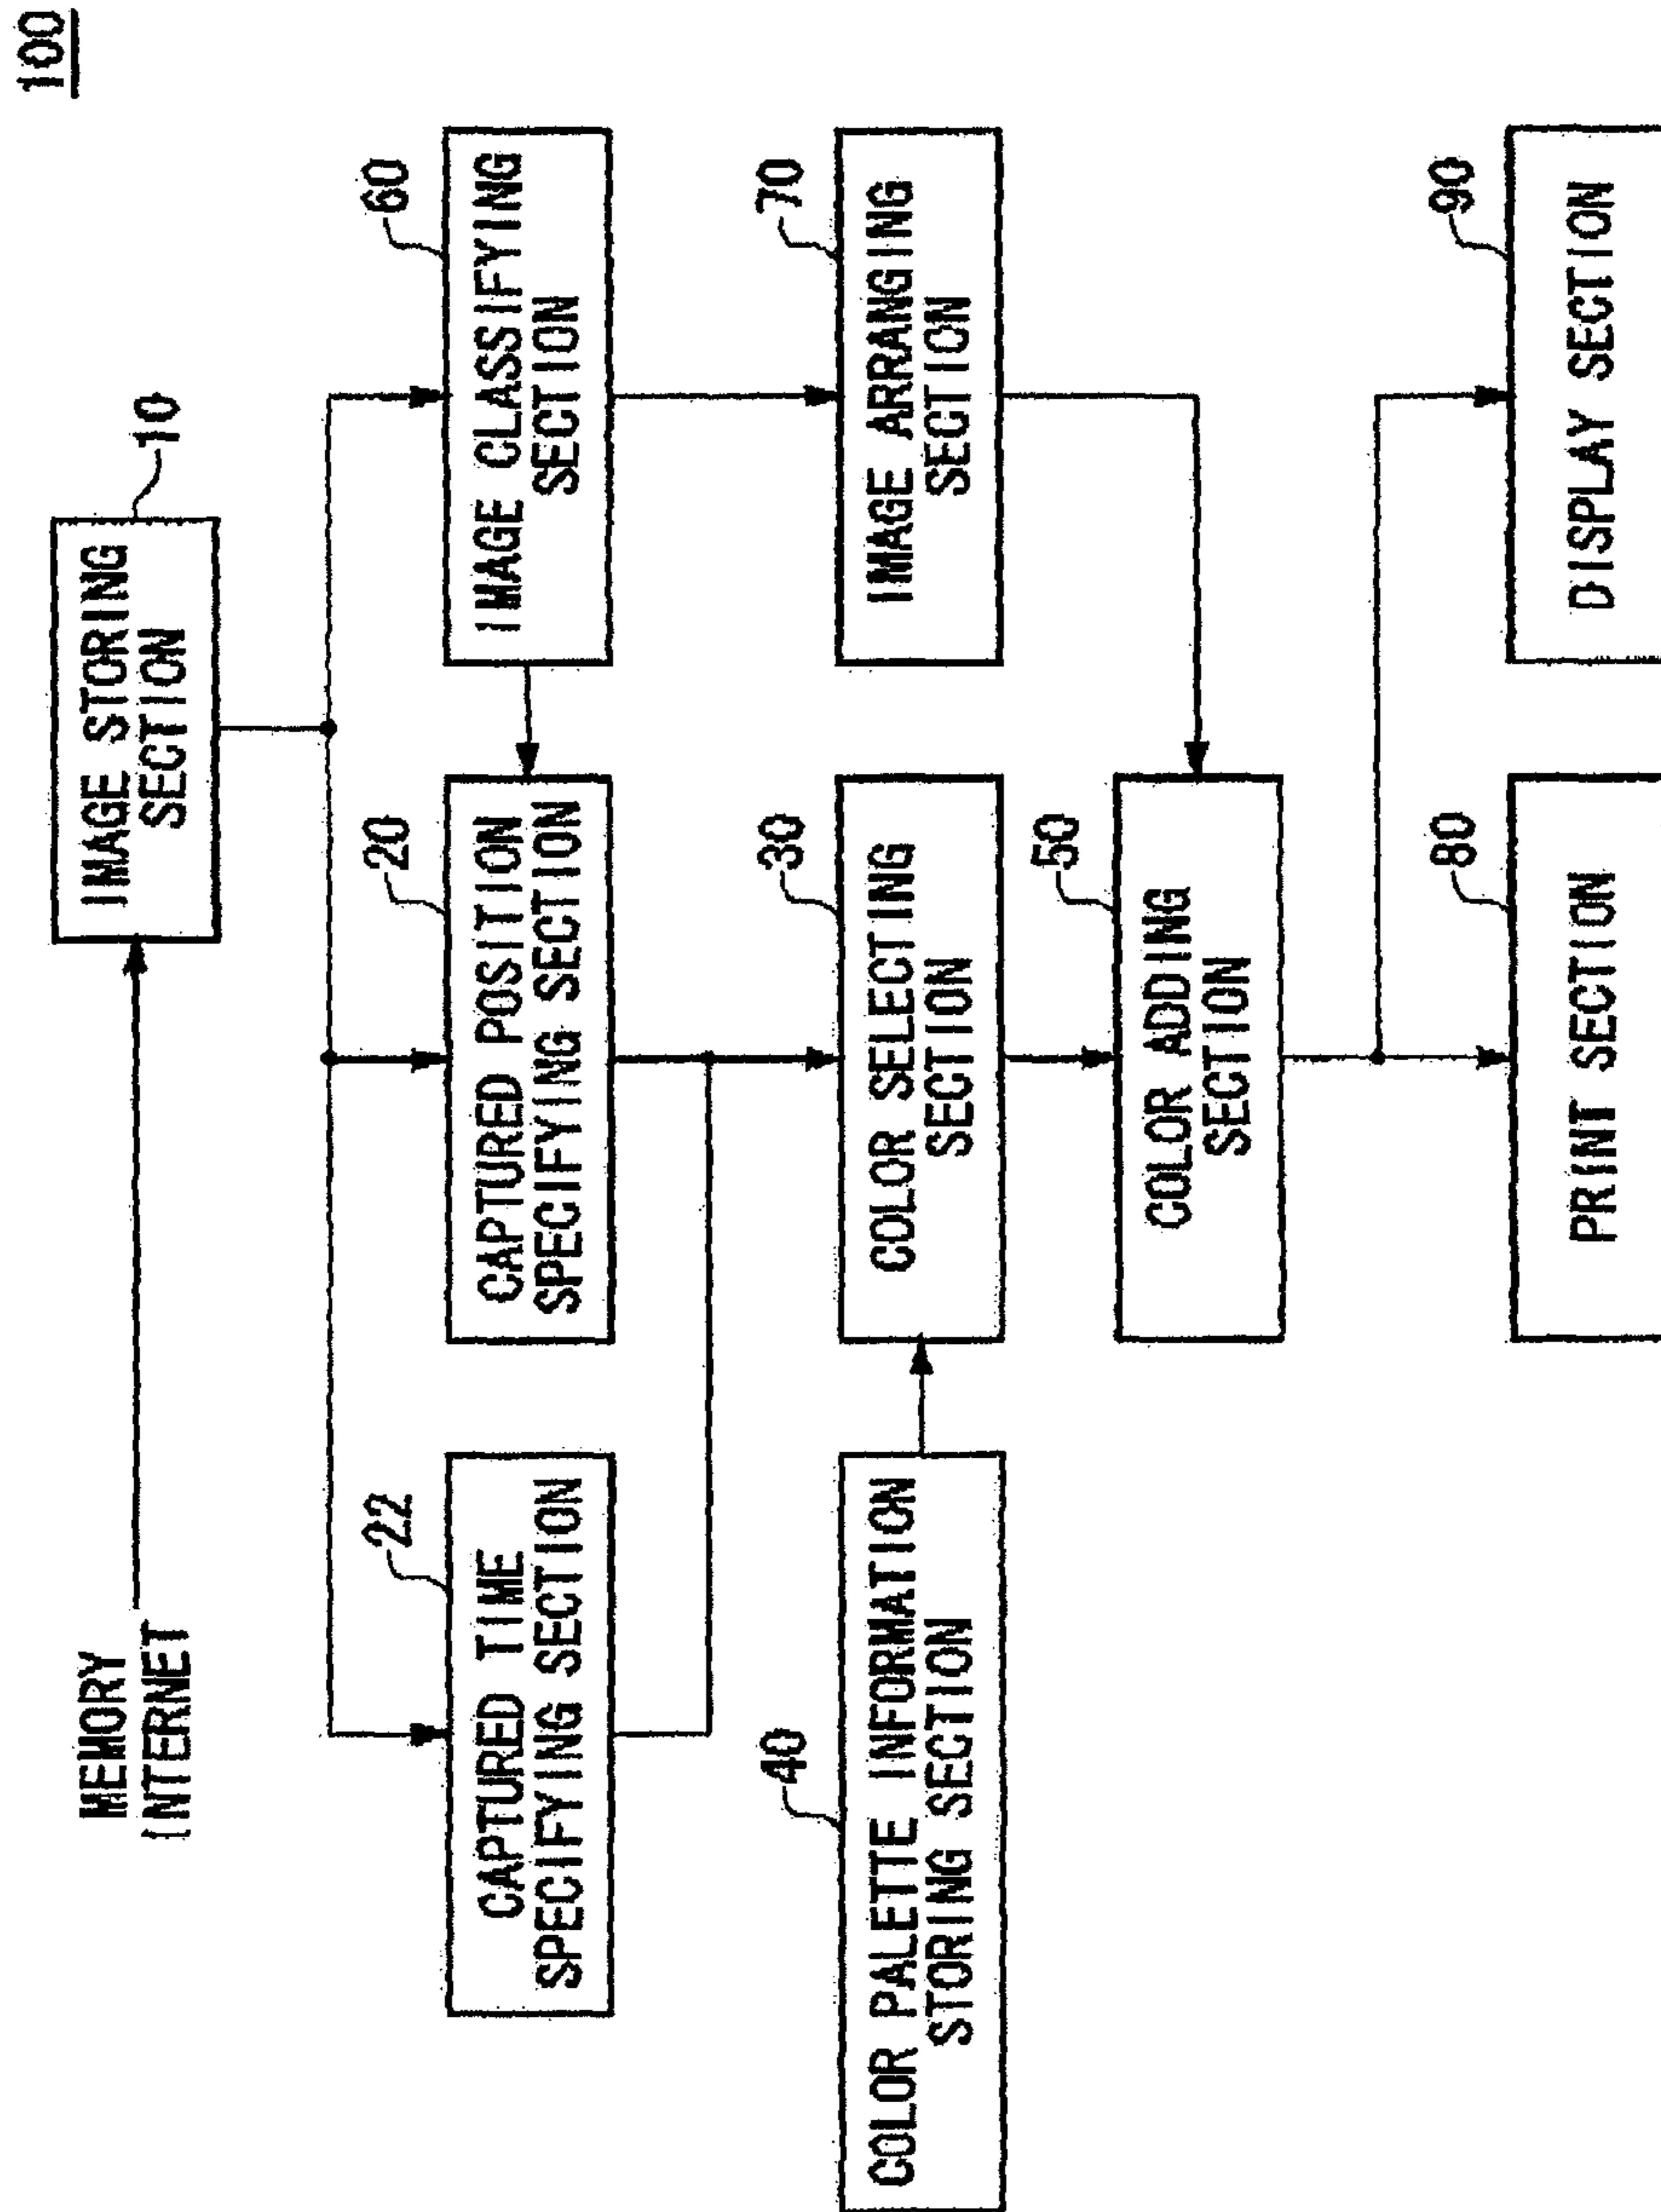 100
MEMORY
INTERNET
IMAGE STORING
SECTION
10
22
CAPTURED TIME
SPECIFYING SECTION
20
CAPTURED POSITION
SPECIFYING SECTION
60
IMAGE CLASSIFYING
SECTION
40
COLOR PALETTE INFORMATION
STORING SECTION
30
COLOR SELECTING
SECTION
70
IMAGE ARRANGING
SECTION
50
COLOR ADDING
SECTION
80
PRINT SECTION
90
DISPLAY SECTION